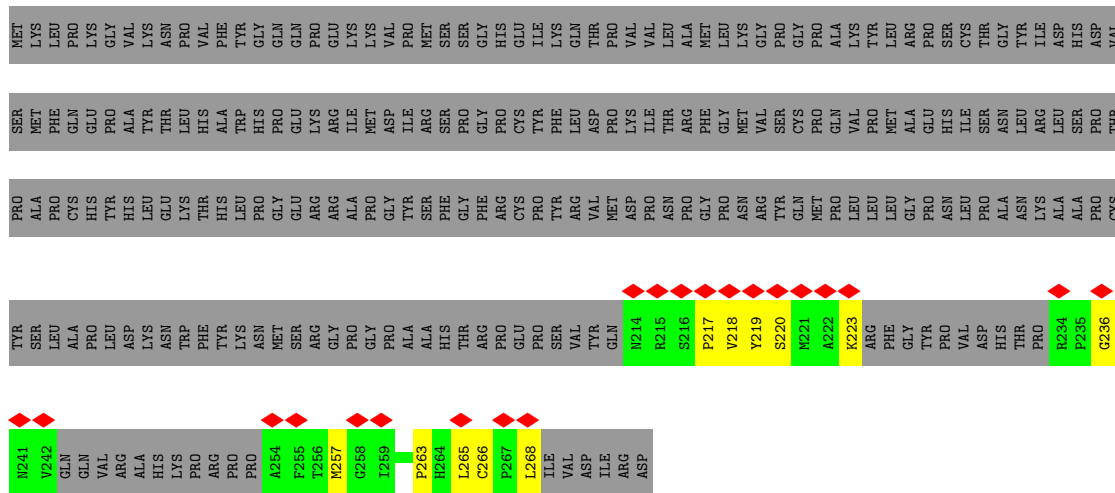 MET LYS LEU PRO LYS GLY VAL LYS ASN PRO VAL PHE TYR GLY GLN GLN PRO GLU LYS LYS VAL PRO MET SER SER GLY HIS GLU ILE LYS GLN THR PRO VAL VAL LEU ALA MET LEU LYS GLY PRO GLY PRO ALA LYS TYR LEU ARG PRO SER CYS THR GLY TYR ILE ASP HIS ASP VAL
SER MET PHE GLN GLU PRO ALA TYR THR LEU HIS ALA TRP HIS PRO GLU LYS ARG ILE MET ASP ILE ARG SER PRO GLY PRO CYS TYR PHE LEU ASP PRO LYS ILE THR ARG PHE GLY MET VAL SER CYS PRO GLN VAL PRO MET ALA GLU HIS ILE SER ASN LEU ARG LEU SER PRO THR
PRO ALA PRO CYS HIS TYR HIS LEU GLU LYS THR HIS LEU PRO GLY GLU ARG ARG ALA PRO GLY TYR SER PHE GLY PHE ARG CYS PRO TYR ARG VAL MET ASP PRO ASN PRO GLY PRO ASN ARG TYR GLN MET PRO LEU LEU LEU GLY PRO ASN LEU PRO ALA ASN LYS ALA ALA PRO CYS
TYR SER LEU ALA PRO LEU ASP LYS ASN TRP PHE TYR LYS ASN MET SER ARG GLY PRO GLY PRO ALA ALA HIS THR ARG PRO GLU PRO SER VAL TYR GLN N214 R215 S216 P217 V218 Y219 S220 M221 A222 K223 ARG PHE GLY TYR PRO VAL ASP HIS THR PRO R234 P235 G236
N241 V242 GLN GLN VAL ARG ALA HIS LYS PRO ARG PRO PRO A254 F255 T256 M257 G258 I259 P263 H264 L265 C266 P267 L268 ILE VAL ASP ILE ARG ASP